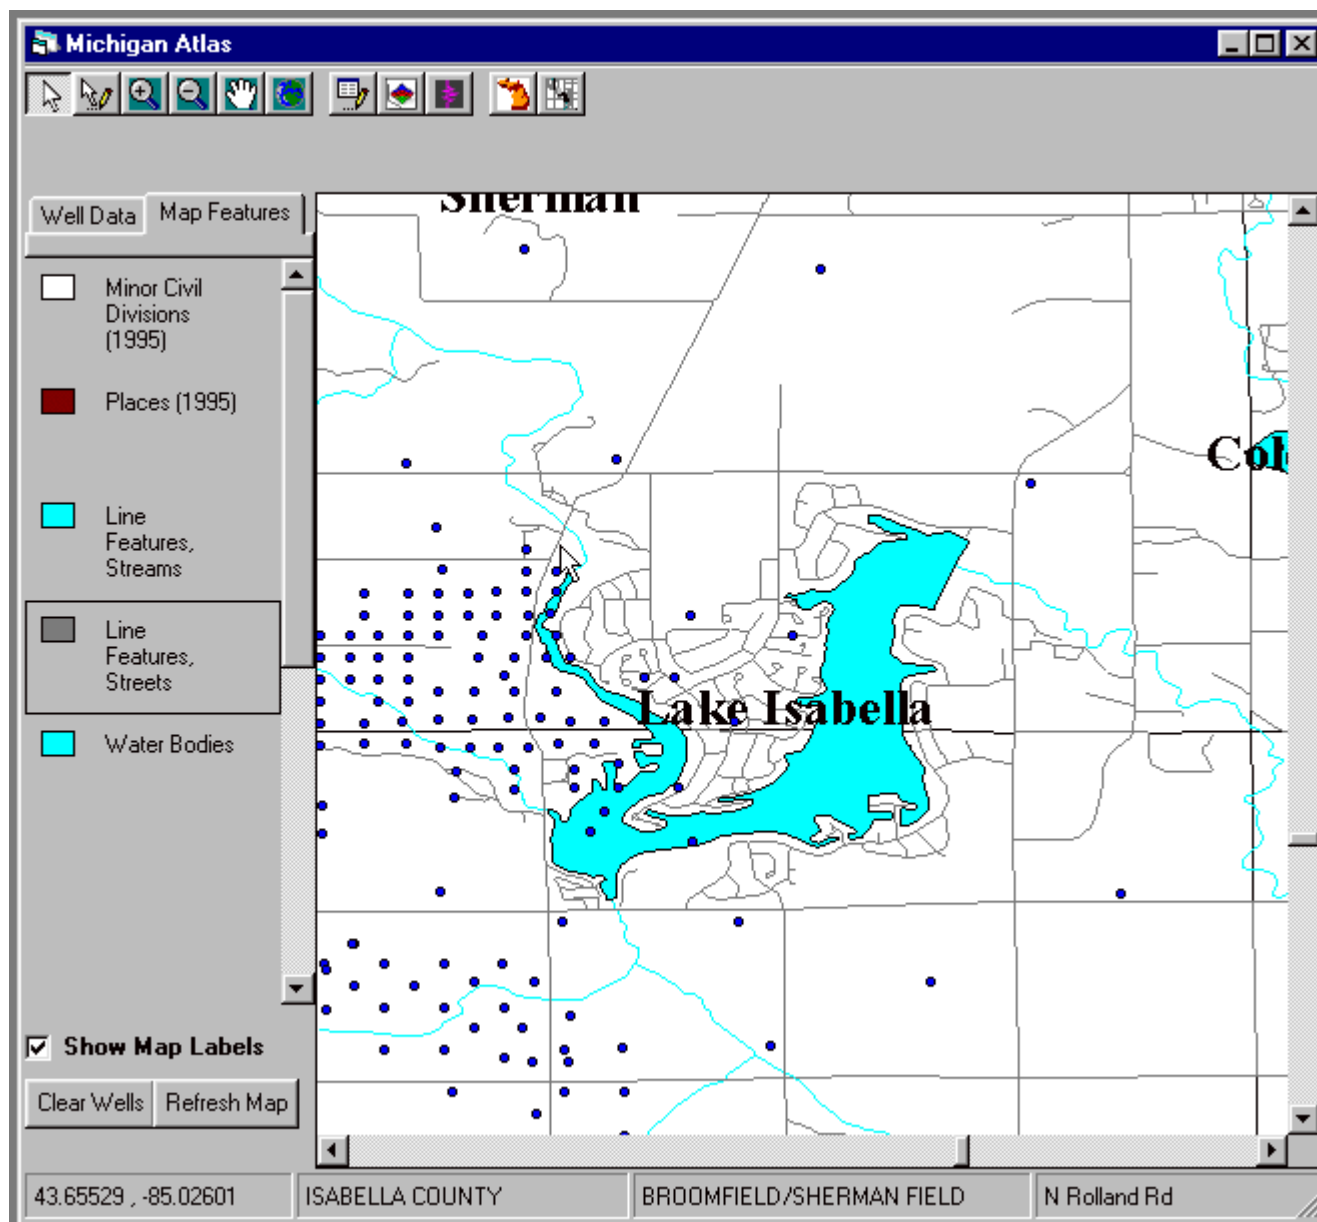 Michigan Atlas
Well Data
Map Features
Minor Civil
Divisions
(1995)
Places (1995)
Line
Features,
Streams
Line
Features,
Streets
Water Bodies
Show Map Labels
Clear Wells
Refresh Map
Sherman
Col
Lake Isabella
43.65529 , -85.02601
ISABELLA COUNTY
BROOMFIELD/SHERMAN FIELD
N Rolland Rd